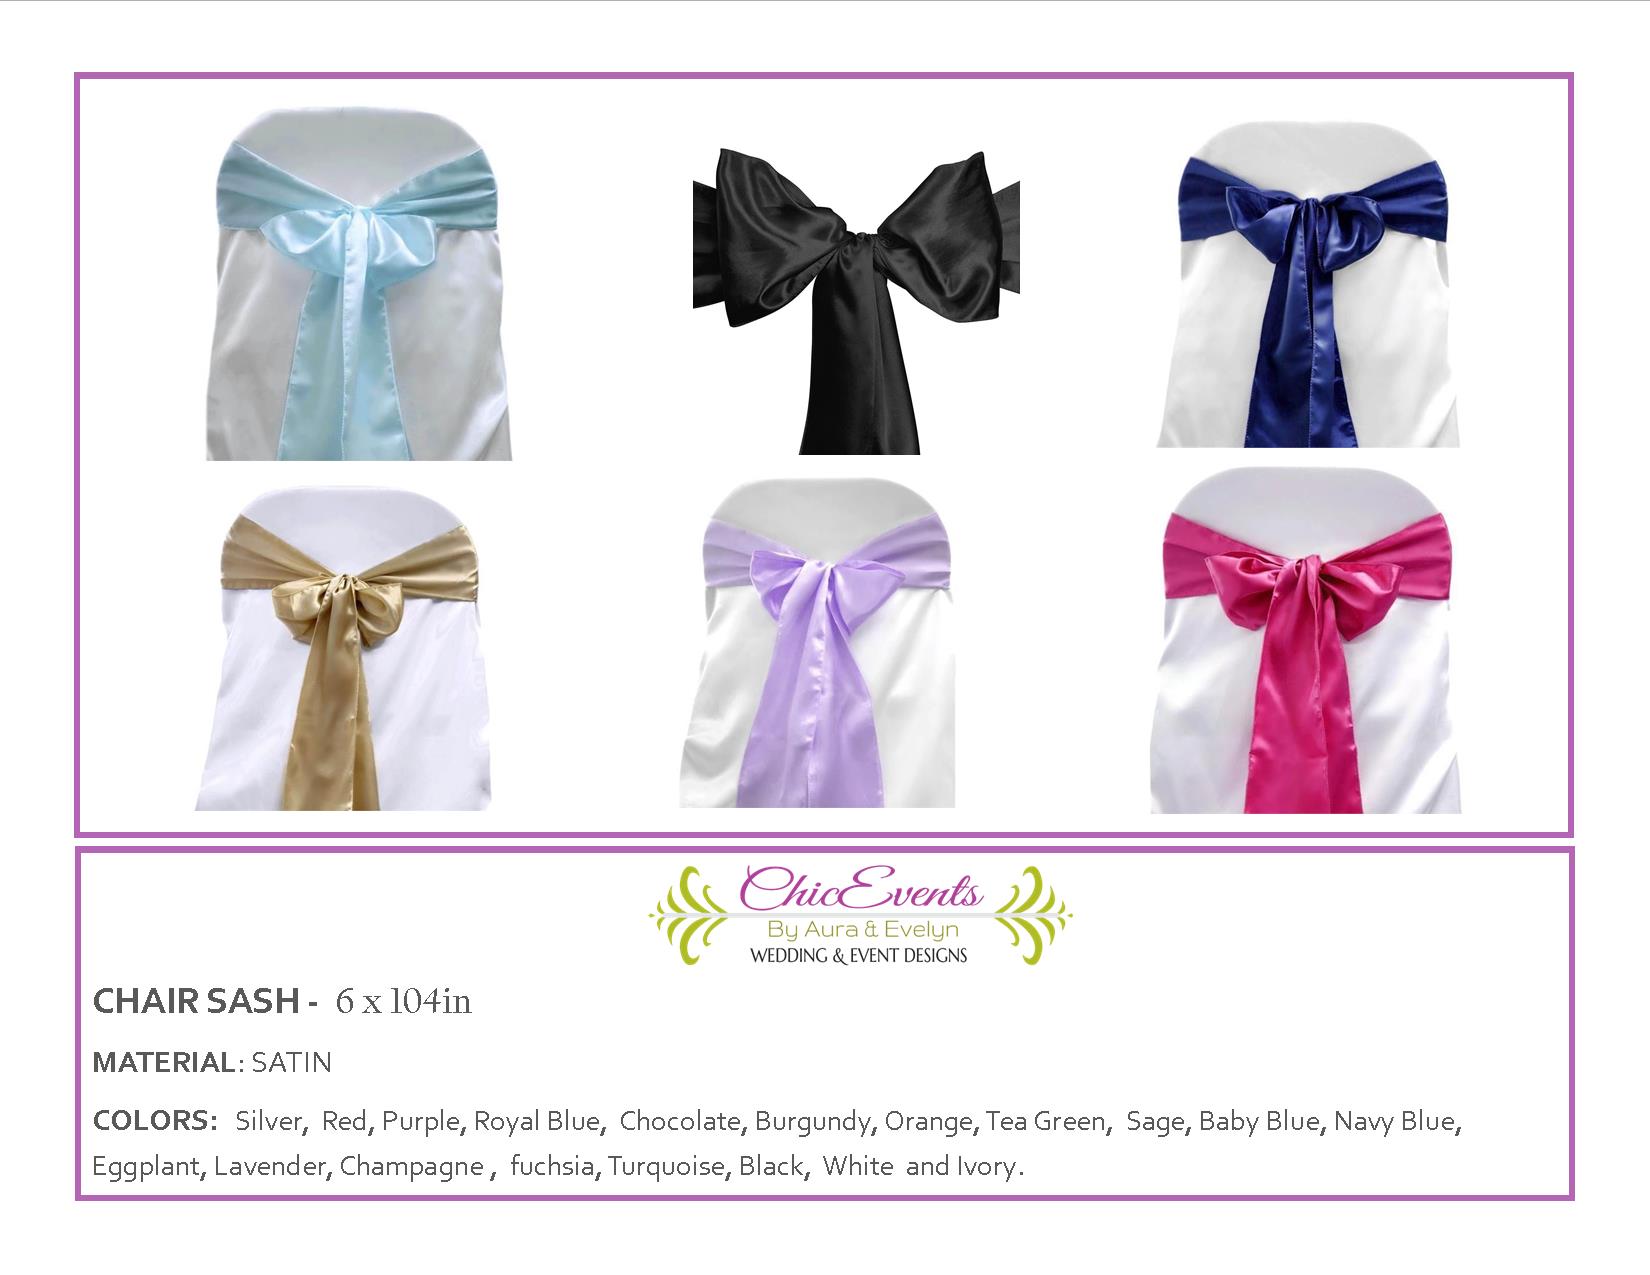 ChicEvents
By Aura & Evelyn
WEDDING & EVENT DESIGNS
CHAIR SASH - 6 x 104in
MATERIAL: SATIN
COLORS: Silver, Red, Purple, Royal Blue, Chocolate, Burgundy, Orange, Tea Green, Sage, Baby Blue, Navy Blue,
Eggplant, Lavender, Champagne , fuchsia, Turquoise, Black, White and Ivory.